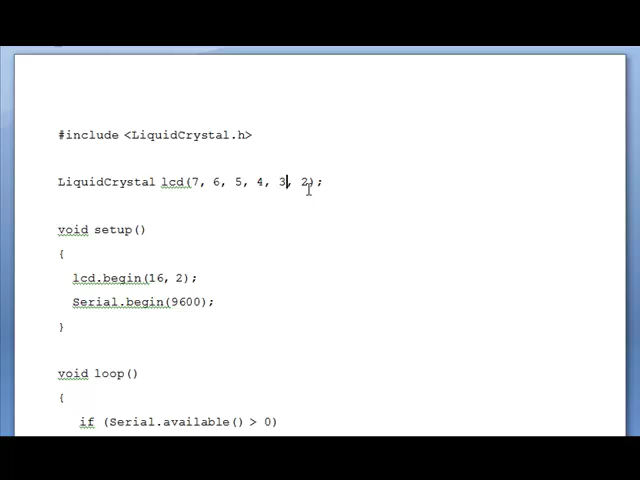 #include <LiquidCrystal.h>
LiquidCrystal lcd(7, 6, 5, 4, 3, 2);
void setup()
{
lcd.begin(16, 2);
Serial.begin(9600);
}
void loop()
{
if (Serial.available() > 0)